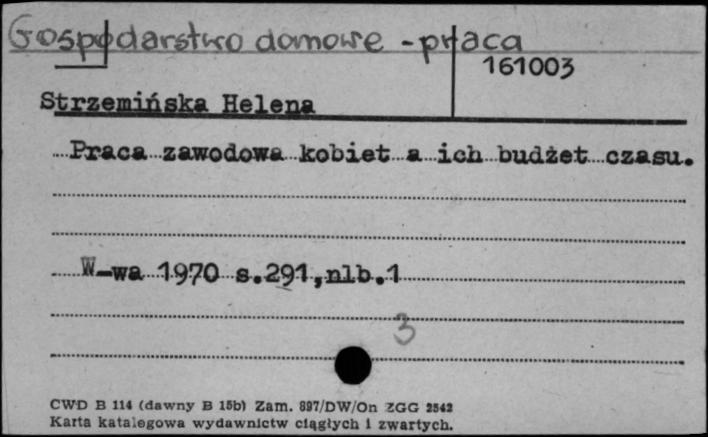 Gospodarstwo domowe - praca
161003
Strzemińska Helena
Praca zawodowa kobiet a ich budżet czasu.
W-wa 1970 s.291,nlb.1
3
CWD B 114 (dawny B 15b) Zam. 897/DW/On ZGG 2542
Karta katalogowa wydawnictw ciągłych i zwartych.